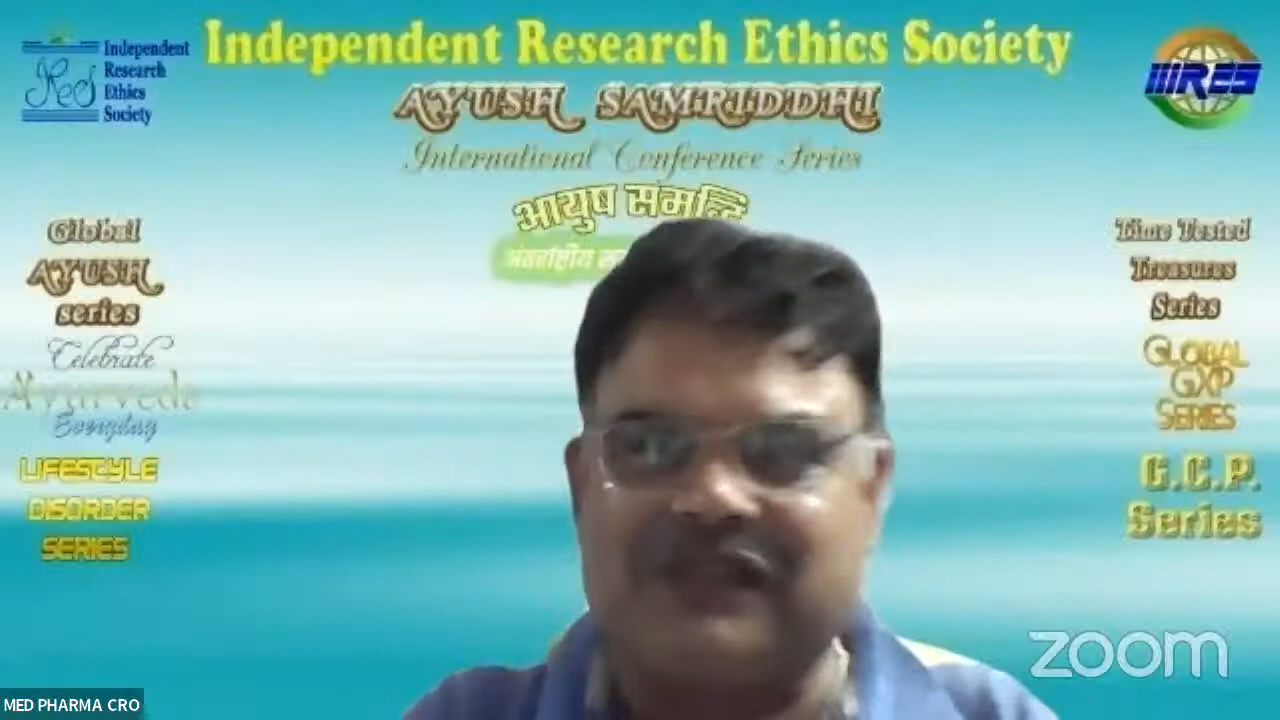 Independent Research Ethics Society
Independent
Research
Ethics
Society
IRES
AYUSH SAMRIDDHI
International Conference Series
आयुष समृद्धि
अंतर्राष्ट्रीय
Global
AYUSH
series
Celebrate
Ayurveda
Everyday
LIFESTYLE
DISORDER
SERIES
Time Tested
Treasures
Series
GLOBAL
GXP
SERIES
G.C.P.
Series
zoom
MED PHARMA CRO